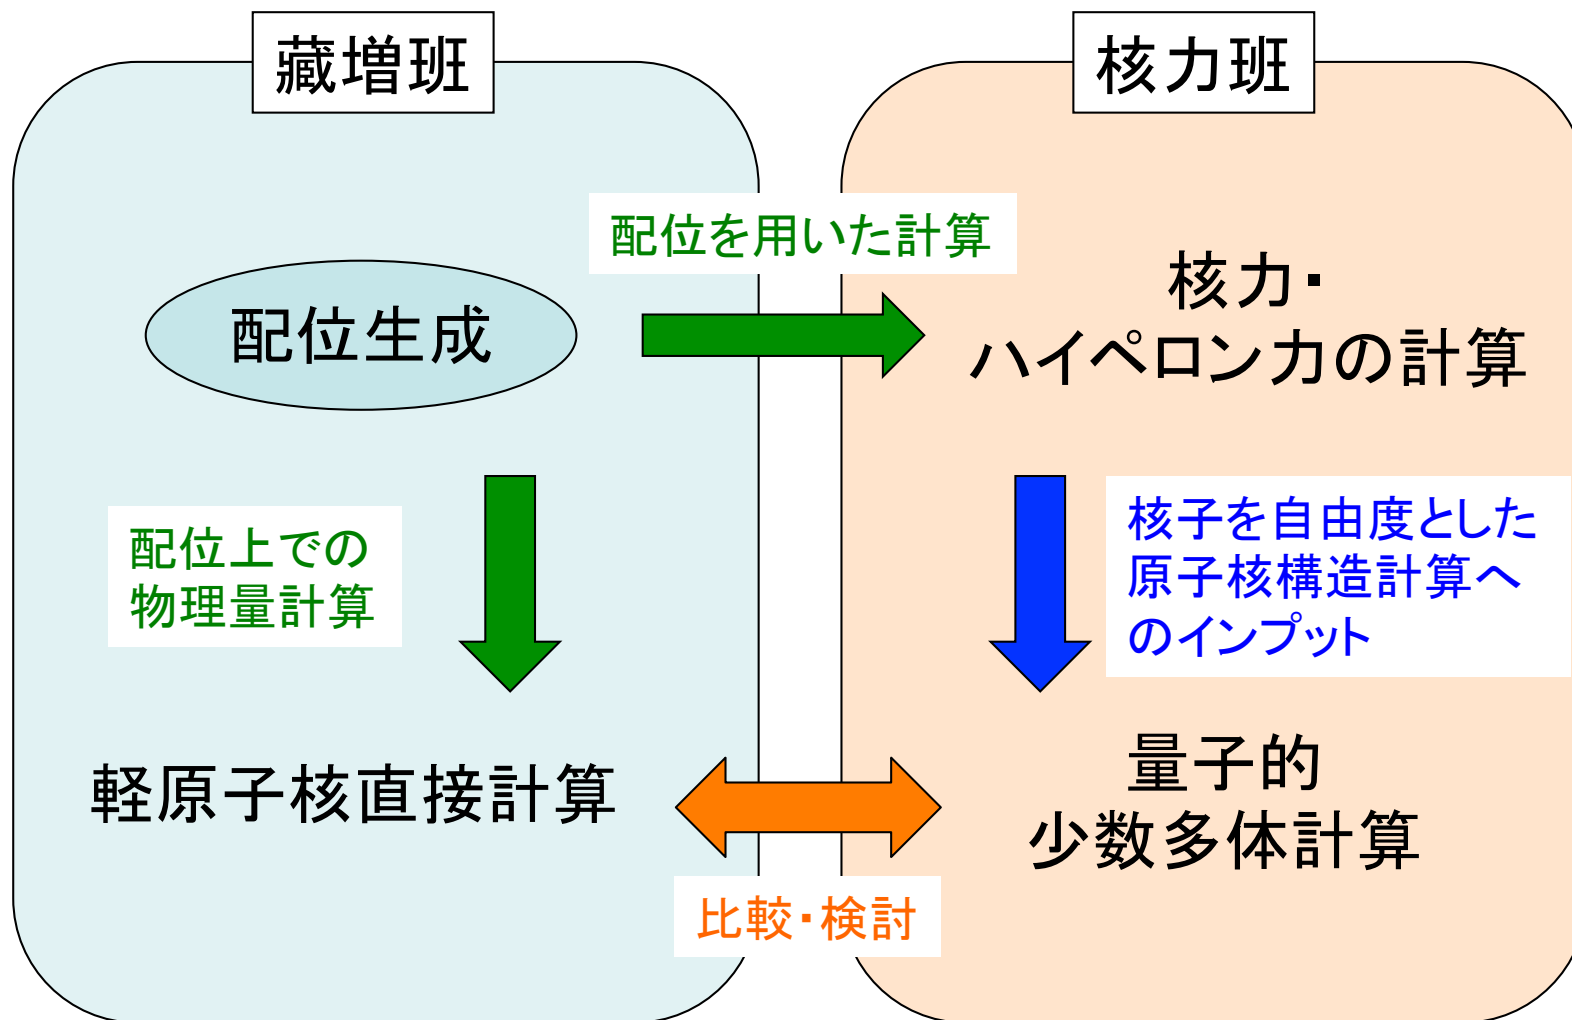 藏増班
核力班
配位を用いた計算
配位生成
核力・
ハイペロン力の計算
配位上での
物理量計算
核子を自由度とした
原子核構造計算へ
のインプット
軽原子核直接計算
量子的
少数多体計算
比較・検討